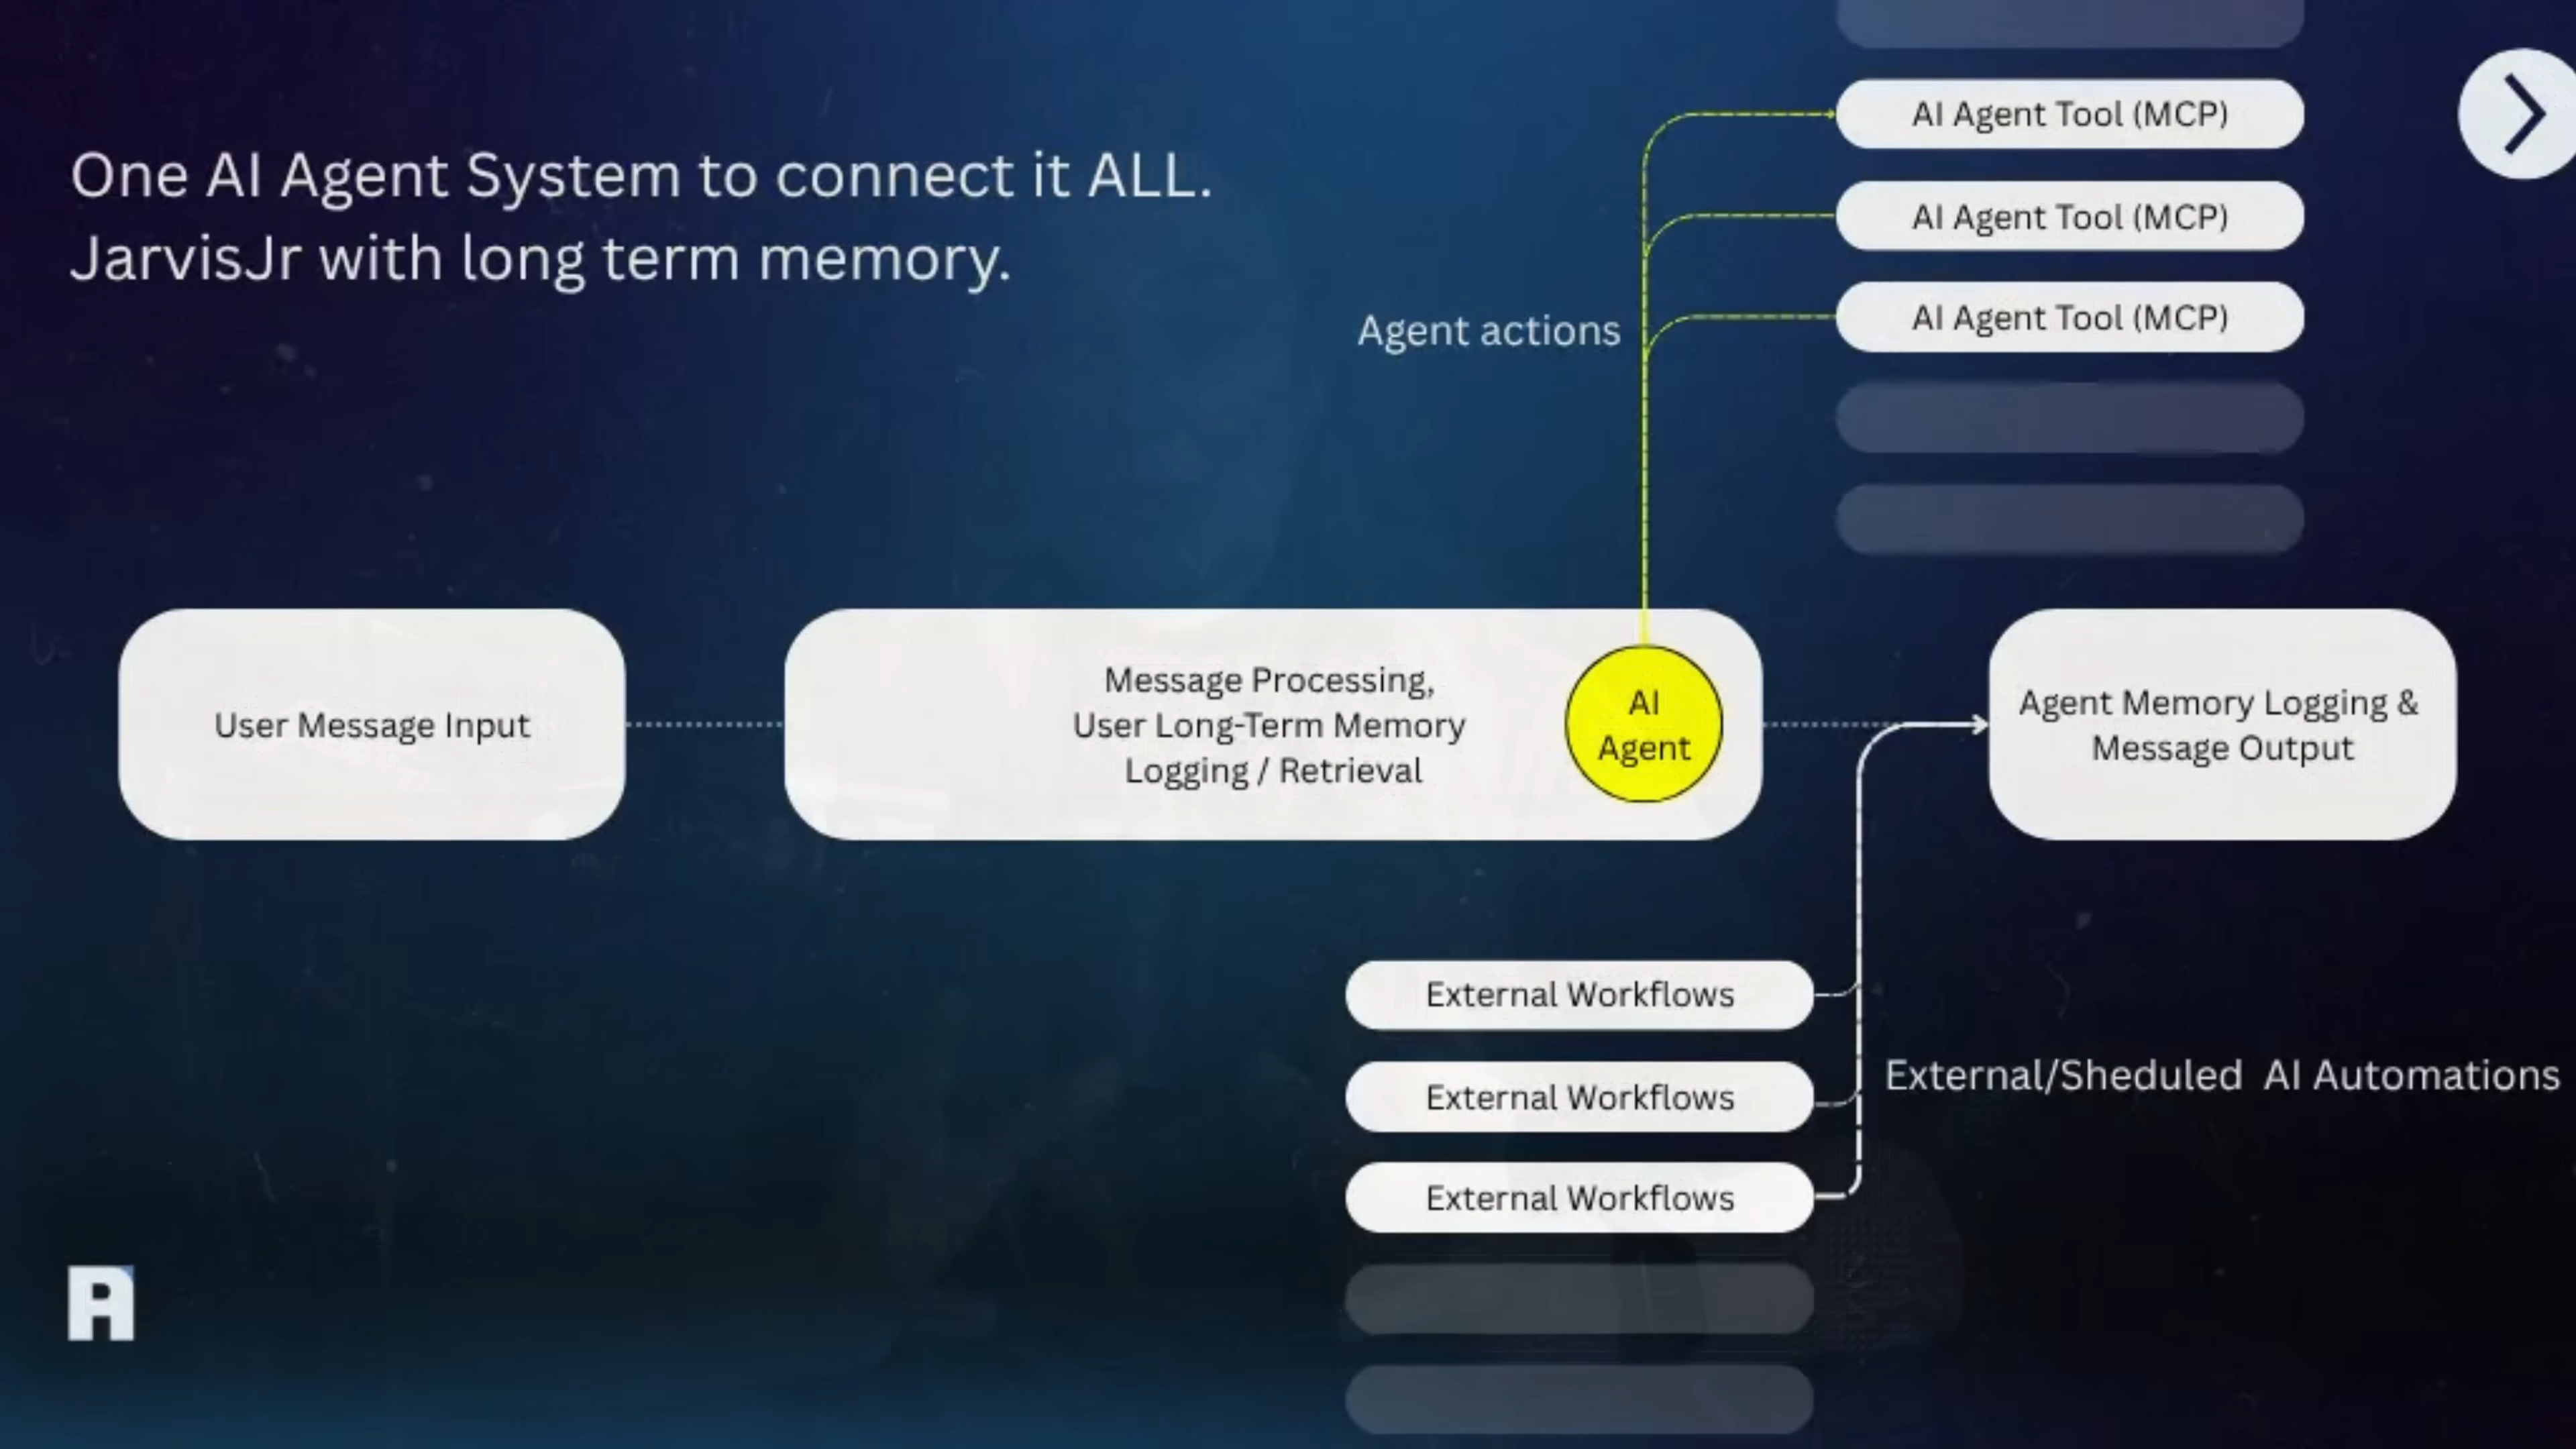 One AI Agent System to connect it ALL.
JarvisJr with long term memory.
AI Agent Tool (MCP)
AI Agent Tool (MCP)
AI Agent Tool (MCP)
Agent actions
User Message Input
Message Processing,
User Long-Term Memory
Logging / Retrieval
AI
Agent
Agent Memory Logging &
Message Output
External Workflows
External Workflows
External Workflows
External/Sheduled AI Automations